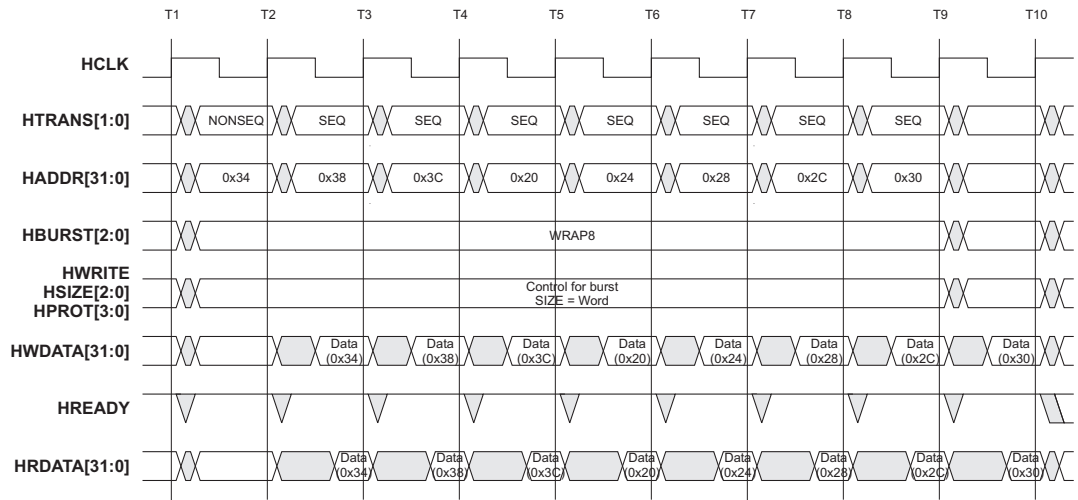 T1 T2 T3 T4 T5 T6 T7 T8 T9 T10
HCLK
HTRANS[1:0] NONSEQ SEQ SEQ SEQ SEQ SEQ SEQ SEQ
HADDR[31:0] 0x34 0x38 0x3C 0x20 0x24 0x28 0x2C 0x30
HBURST[2:0] WRAP8
HWRITE
HSIZE[2:0] Control for burst
HPROT[3:0] SIZE = Word
HWDATA[31:0] Data Data Data Data Data Data Data Data
(0x34) (0x38) (0x3C) (0x20) (0x24) (0x28) (0x2C) (0x30)
HREADY
HRDATA[31:0] Data Data Data Data Data Data Data Data
(0x34) (0x38) (0x3C) (0x20) (0x24) (0x28) (0x2C) (0x30)